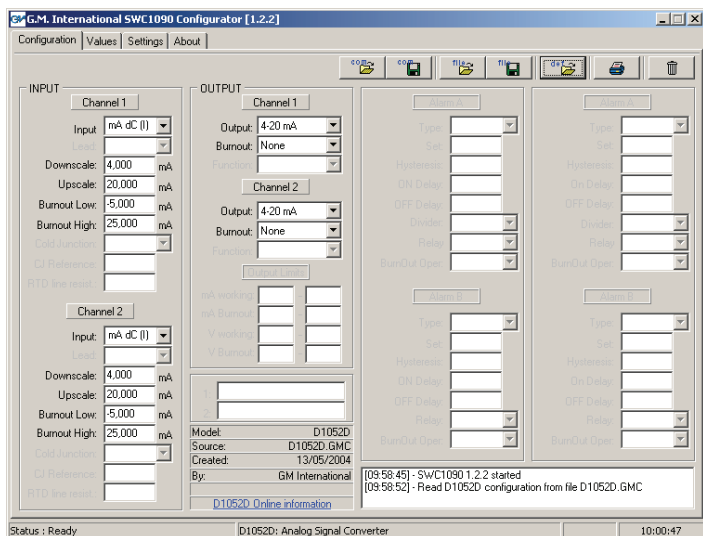 G.M. International SWC1090 Configurator [1.2.2]
Configuration Values Settings About
com com file file def
INPUT
Channel 1
Input mA dC (I)
Lead:
Downscale: 4,000 mA
Upscale: 20,000 mA
Burnout Low: -5,000 mA
Burnout High: 25,000 mA
Cold Junction:
CJ Reference:
RTD line resist.:
Channel 2
Input: mA dC (I)
Lead:
Downscale: 4,000 mA
Upscale: 20,000 mA
Burnout Low: -5,000 mA
Burnout High: 25,000 mA
Cold Junction:
CJ Reference:
RTD line resist.:
OUTPUT
Channel 1
Output: 4-20 mA
Burnout: None
Function:
Channel 2
Output: 4-20 mA
Burnout: None
Function:
Output Limits
mA working: -
mA Burnout: -
V working: -
V Burnout: -
1:
2:
Model: D1052D
Source: D1052D.GMC
Created: 13/05/2004
By: GM International
D1052D Online information
Alarm A
Type:
Set:
Hysteresis:
ON Delay:
OFF Delay:
Divider:
Relay
BurnOut Oper:
Alarm B
Type:
Set:
Hysteresis:
ON Delay:
OFF Delay:
Relay:
BurnOut Oper:
Alarm A
Type:
Set:
Hysteresis:
On Delay:
OFF Delay:
Divider:
Relay
BurnOut Oper:
Alarm B
Type:
Set:
Hysteresis:
On Delay:
OFF Delay:
Relay:
BurnOut Oper:
[09:58:45] - SWC1090 1.2.2 started
[09:58:52] - Read D1052D configuration from file D1052D.GMC
Status : Ready
D1052D: Analog Signal Converter
10:00:47